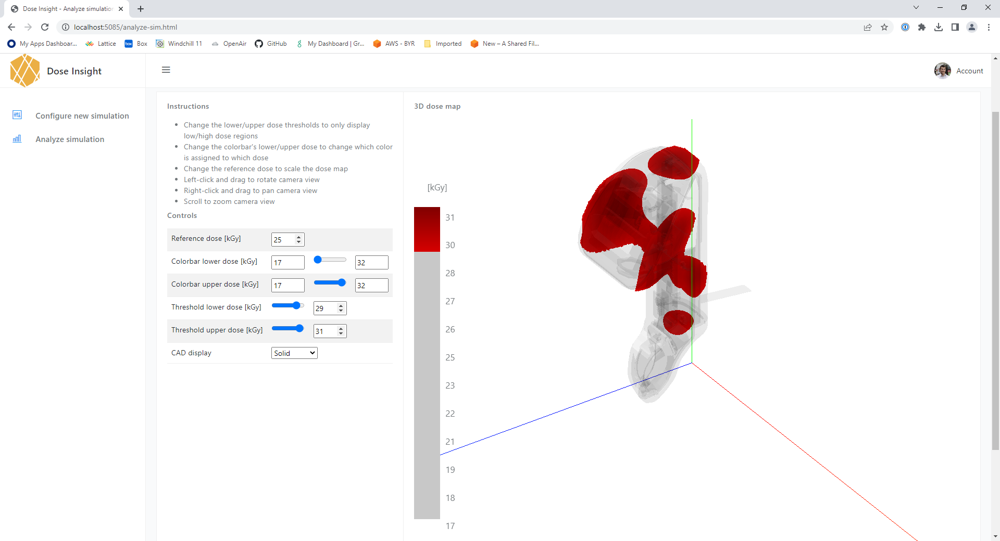 Dose Insight - Analyze simulation
localhost:5085/analyze-sim.html
My Apps Dashboar...
Lattice
box
Box
Windchill 11
OpenAir
GitHub
My Dashboard | Gr...
AWS - BYR
Imported
New – A Shared Fil...
Dose Insight
Account
Configure new simulation
Analyze simulation
Instructions
Change the lower/upper dose thresholds to only display
low/high dose regions
Change the colorbar's lower/upper dose to change which color
is assigned to which dose
Change the reference dose to scale the dose map
Left-click and drag to rotate camera view
Right-click and drag to pan camera view
Scroll to zoom camera view
Controls
Reference dose [kGy] 25
Colorbar lower dose [kGy] 17 32
Colorbar upper dose [kGy] 17 32
Threshold lower dose [kGy] 29
Threshold upper dose [kGy] 31
CAD display Solid
3D dose map
[kGy]
31
30
28
27
26
25
23
22
21
19
18
17